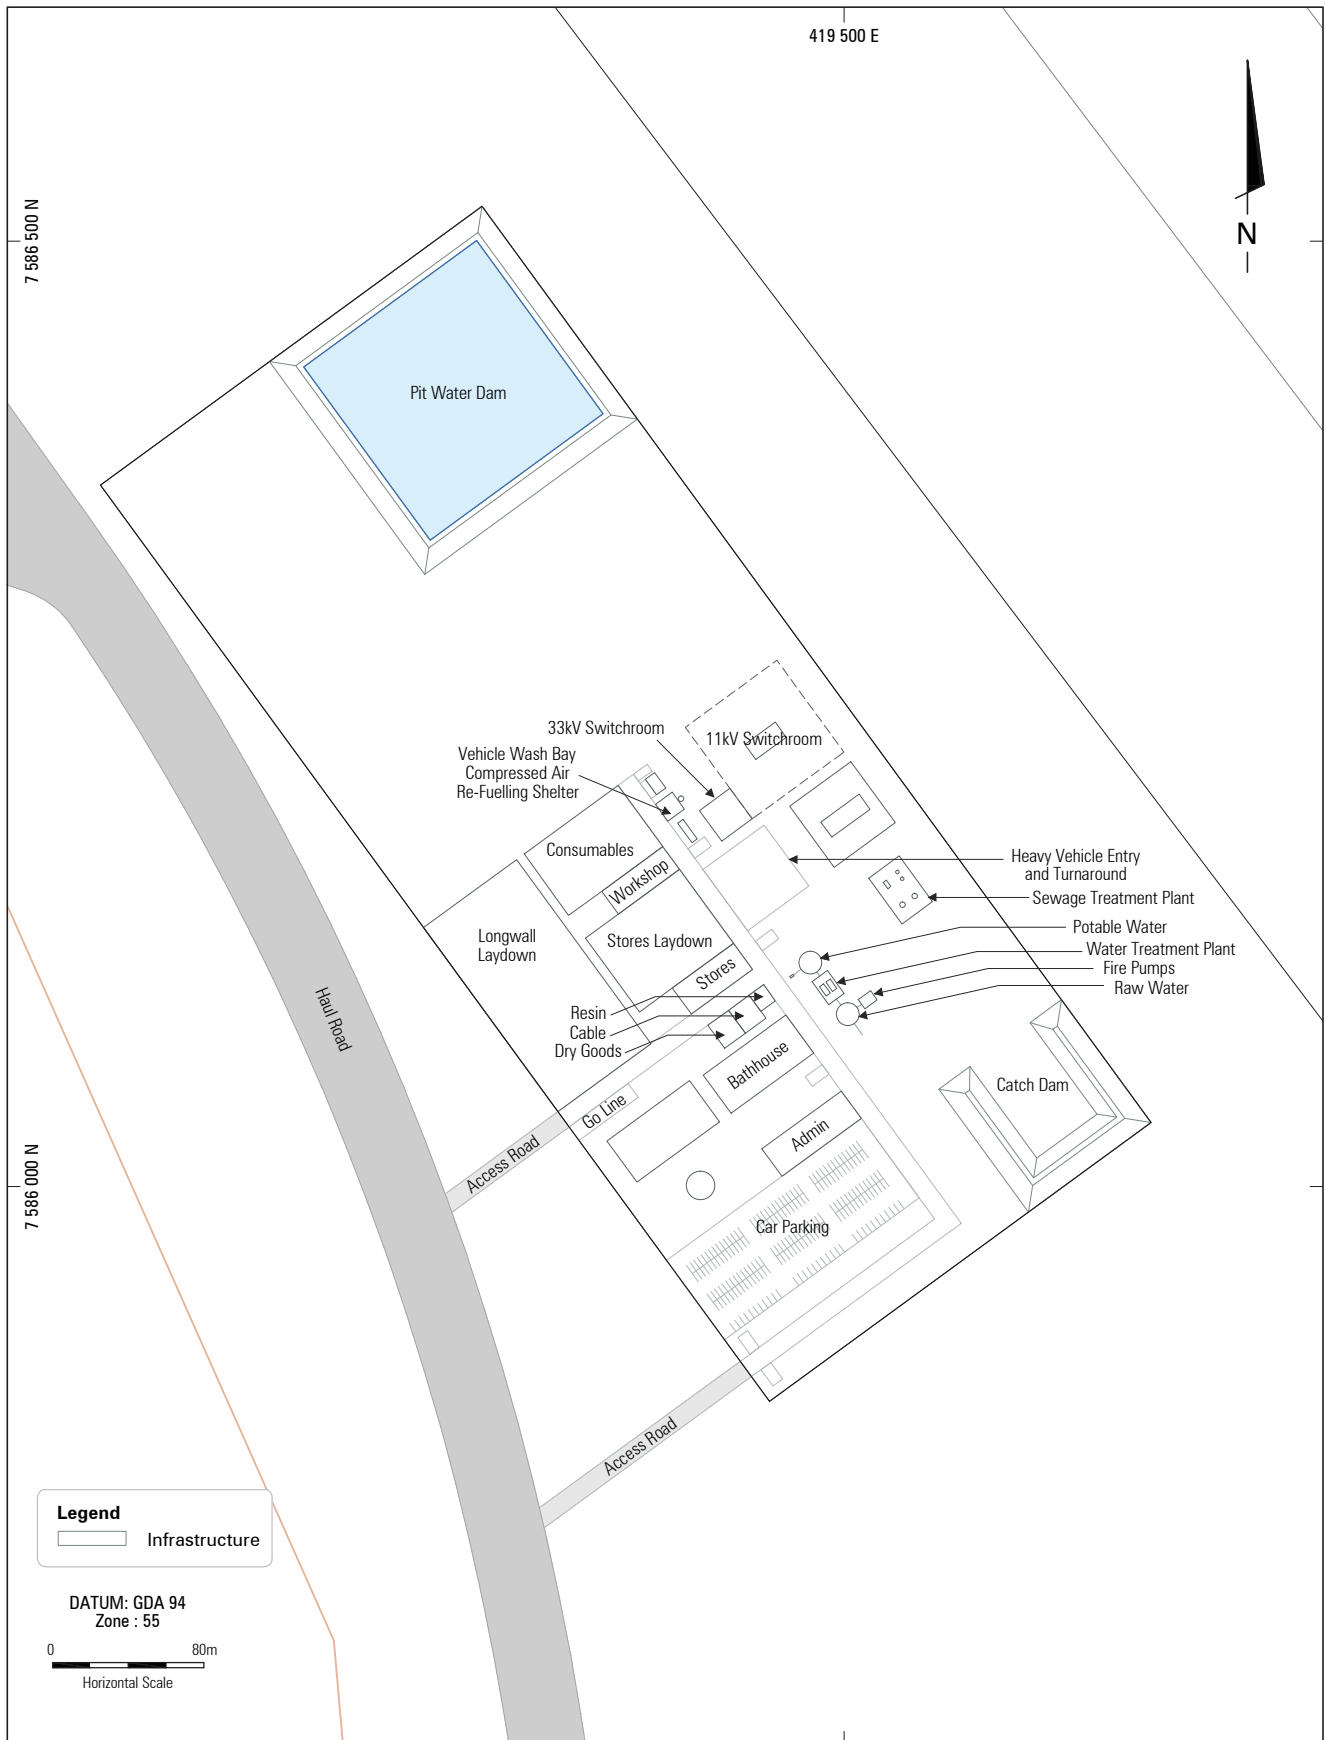 419 500 E
7 586 500 N
N
Pit Water Dam
33kV Switchroom
11kV Switchroom
Vehicle Wash Bay
Compressed Air
Re-Fuelling Shelter
Consumables
Workshop
Heavy Vehicle Entry
and Turnaround
Sewage Treatment Plant
Longwall
Laydown
Stores Laydown
Stores
Potable Water
Water Treatment Plant
Fire Pumps
Raw Water
Resin
Cable
Dry Goods
Haul Road
Bathhouse
Catch Dam
Go Line
Admin
Access Road
7 586 000 N
Car Parking
Access Road
Legend
Infrastructure
DATUM: GDA 94
Zone : 55
0 80m
Horizontal Scale